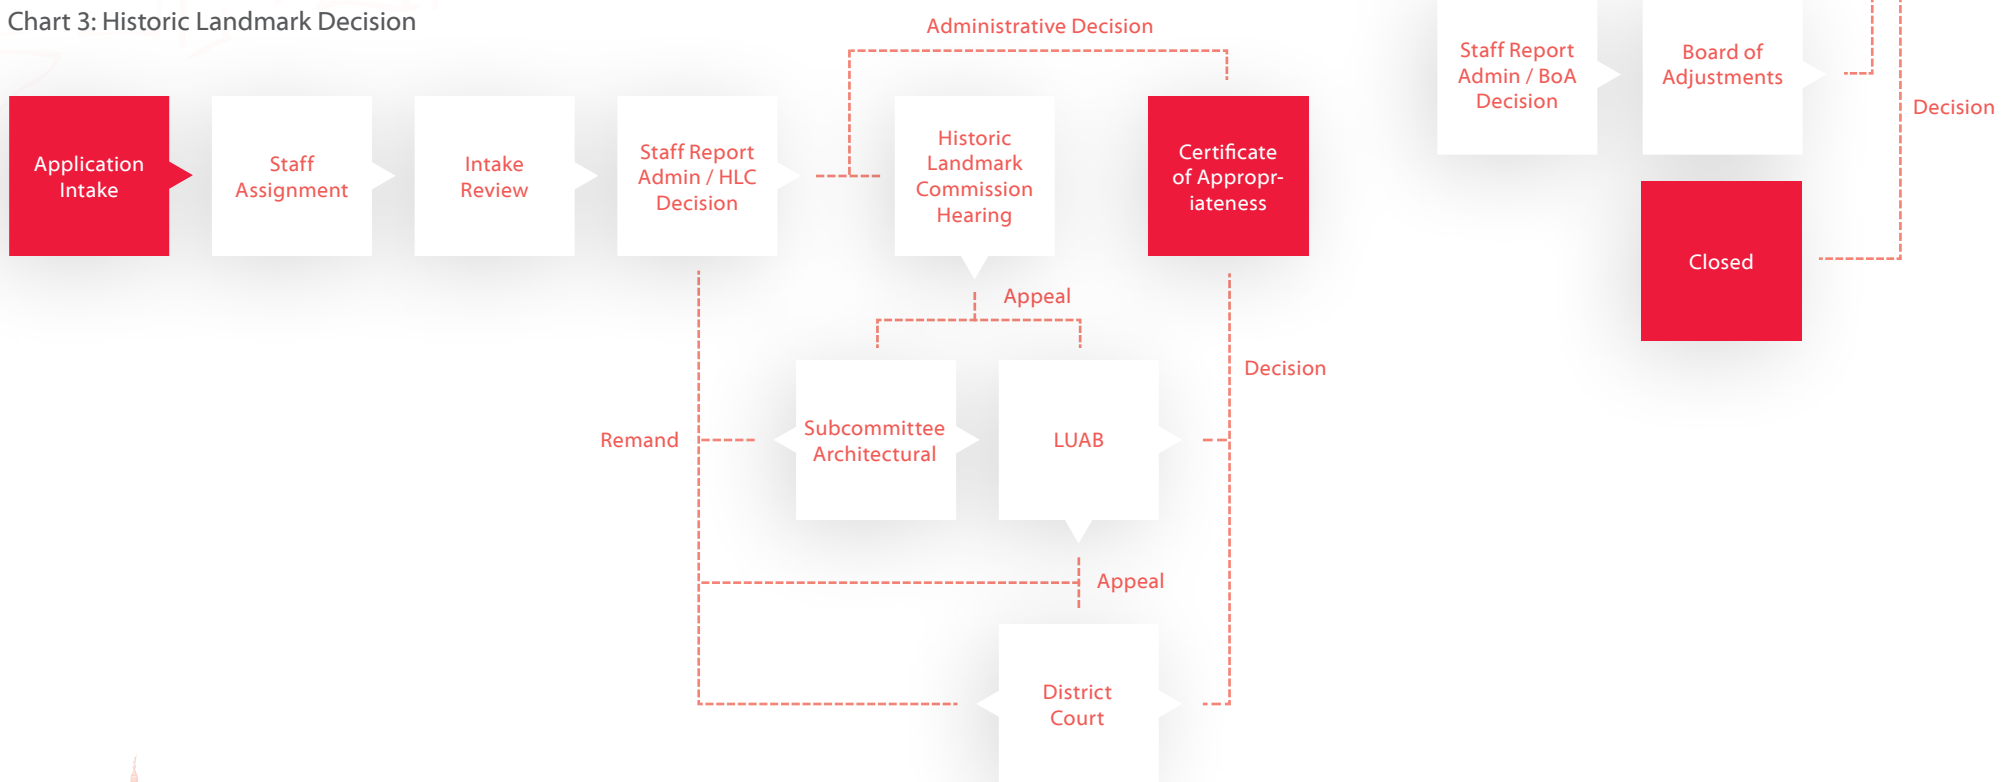 Chart 3: Historic Landmark Decision
Administrative Decision
Application
Intake
Staff
Assignment
Intake
Review
Staff Report
Admin / HLC
Decision
Historic
Landmark
Commission
Hearing
Certificate
of Appropr-
iateness
Appeal
Decision
Remand
Subcommittee
Architectural
LUAB
Appeal
District
Court
Staff Report
Admin / BoA
Decision
Board of
Adjustments
Decision
Closed